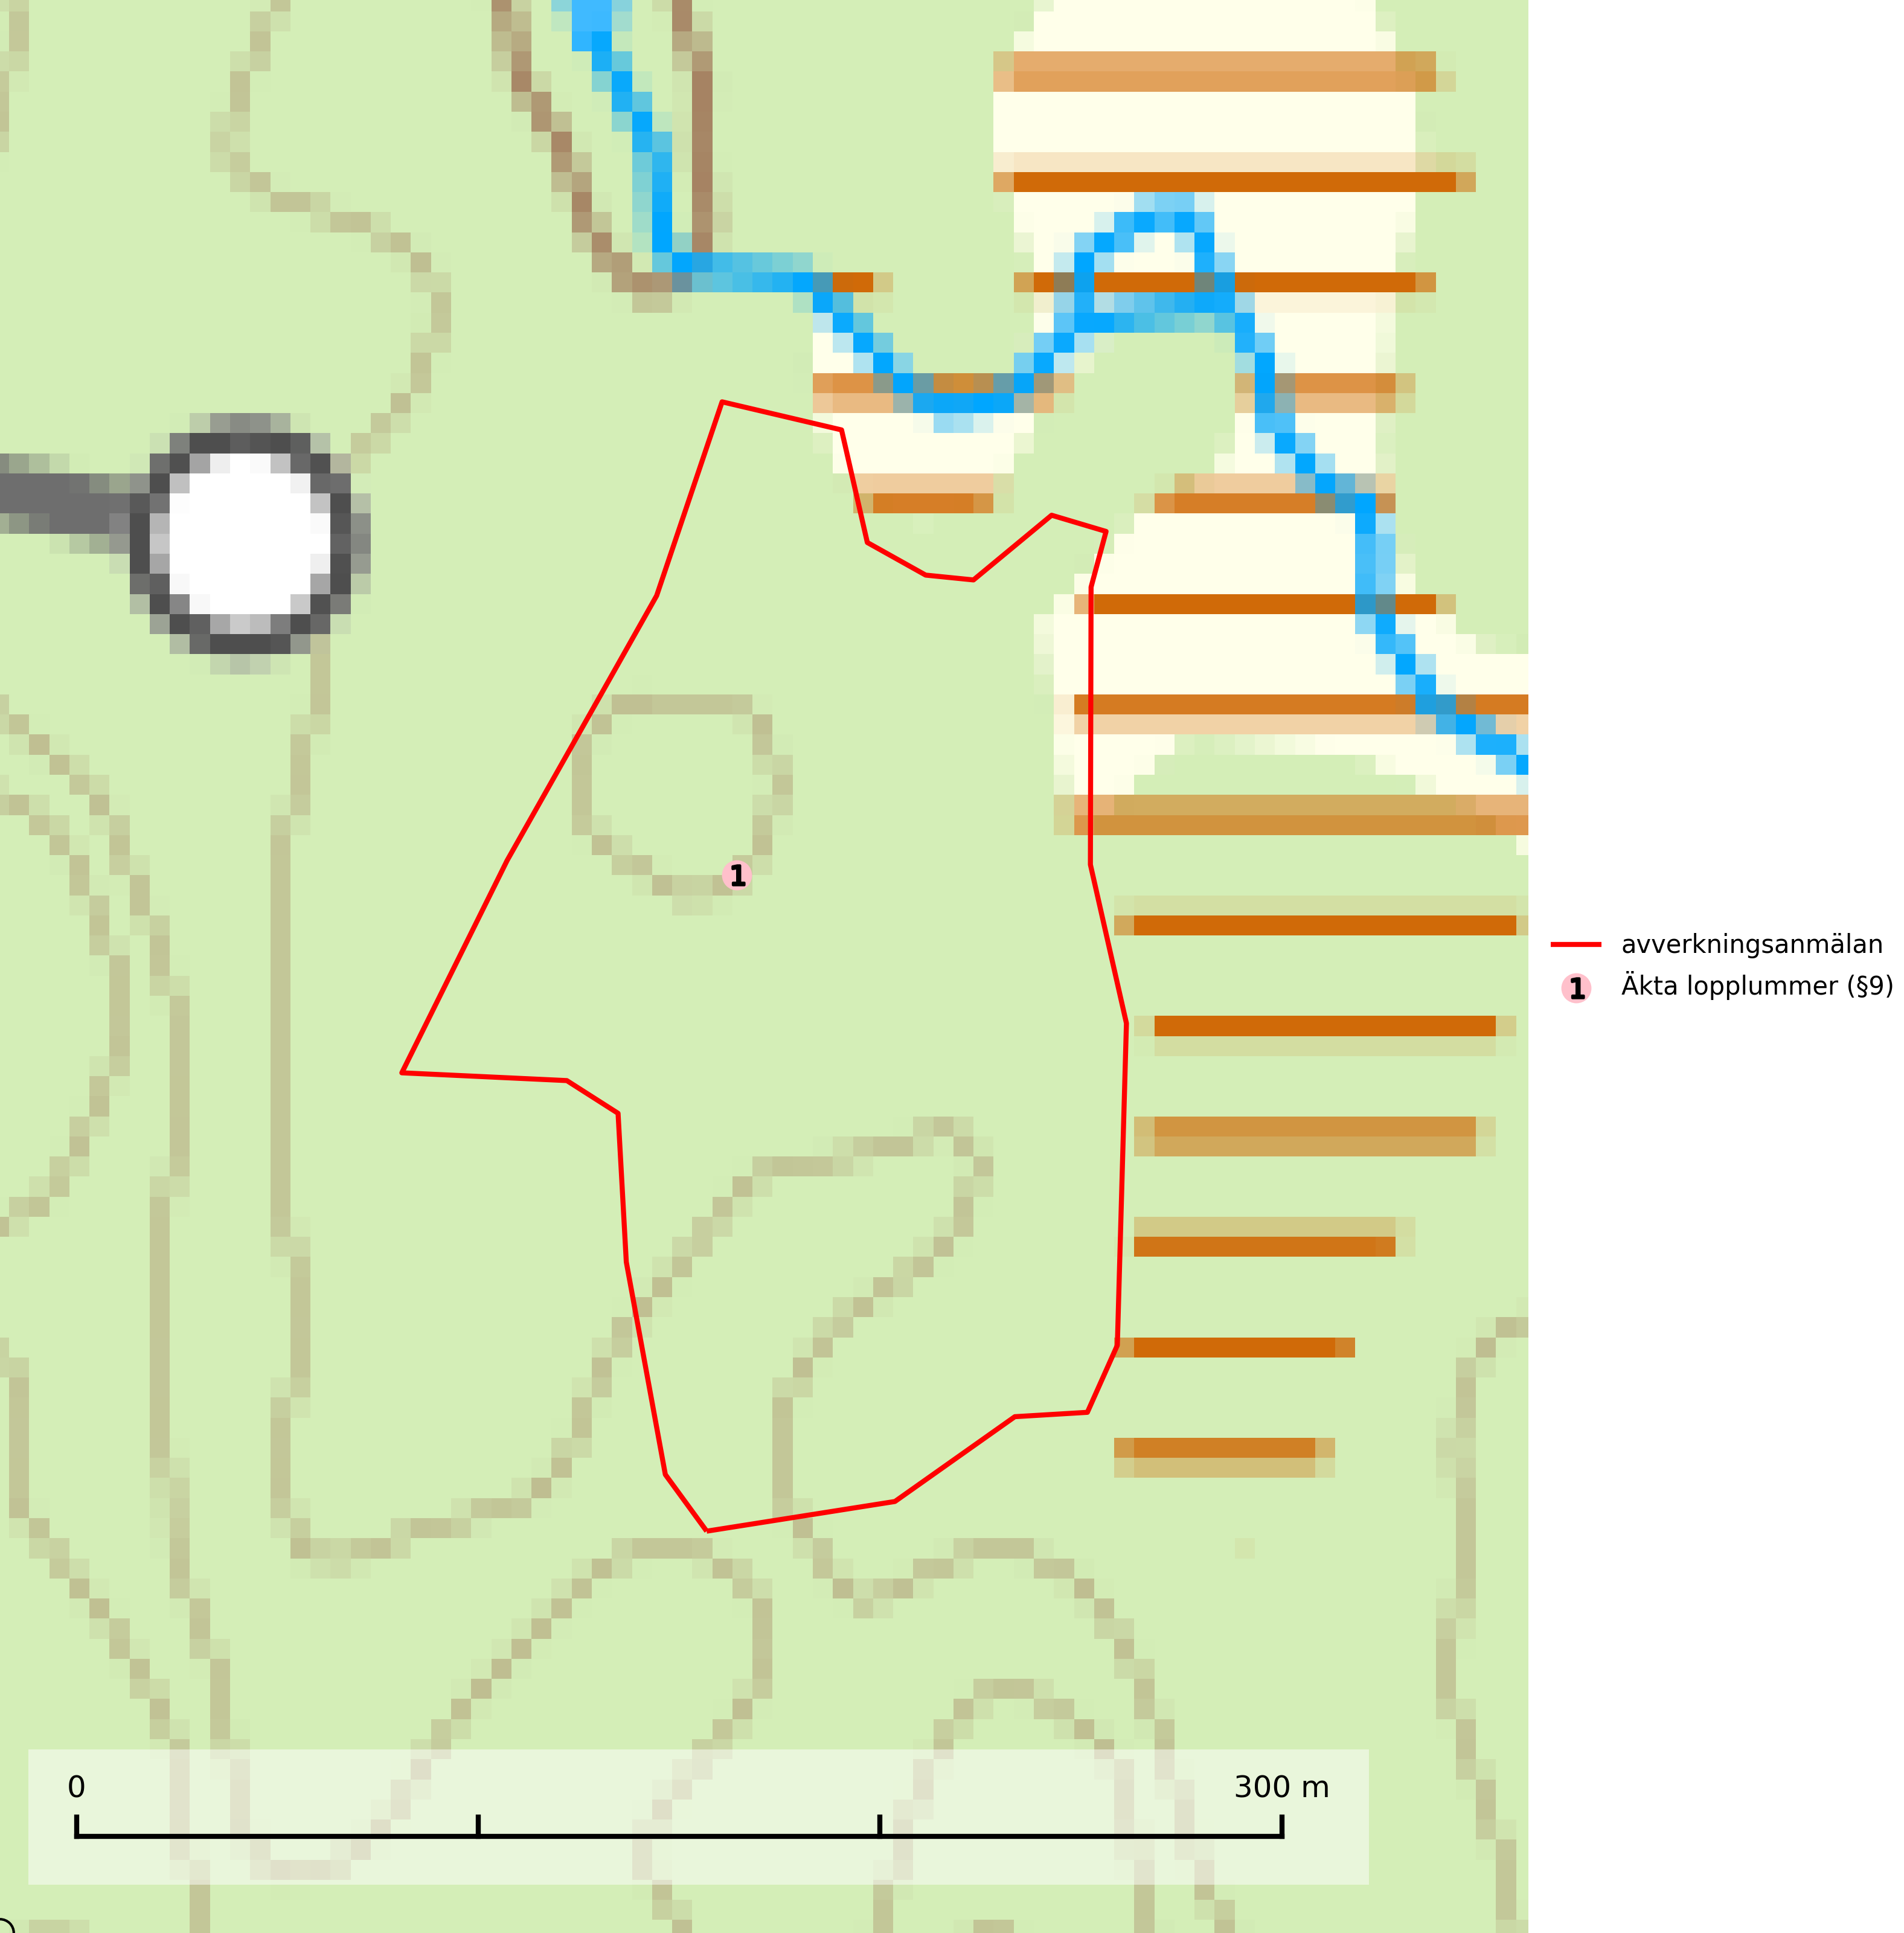 1
avverkningsanmälan
1 Äkta lopplummer (§9)
0 300 m